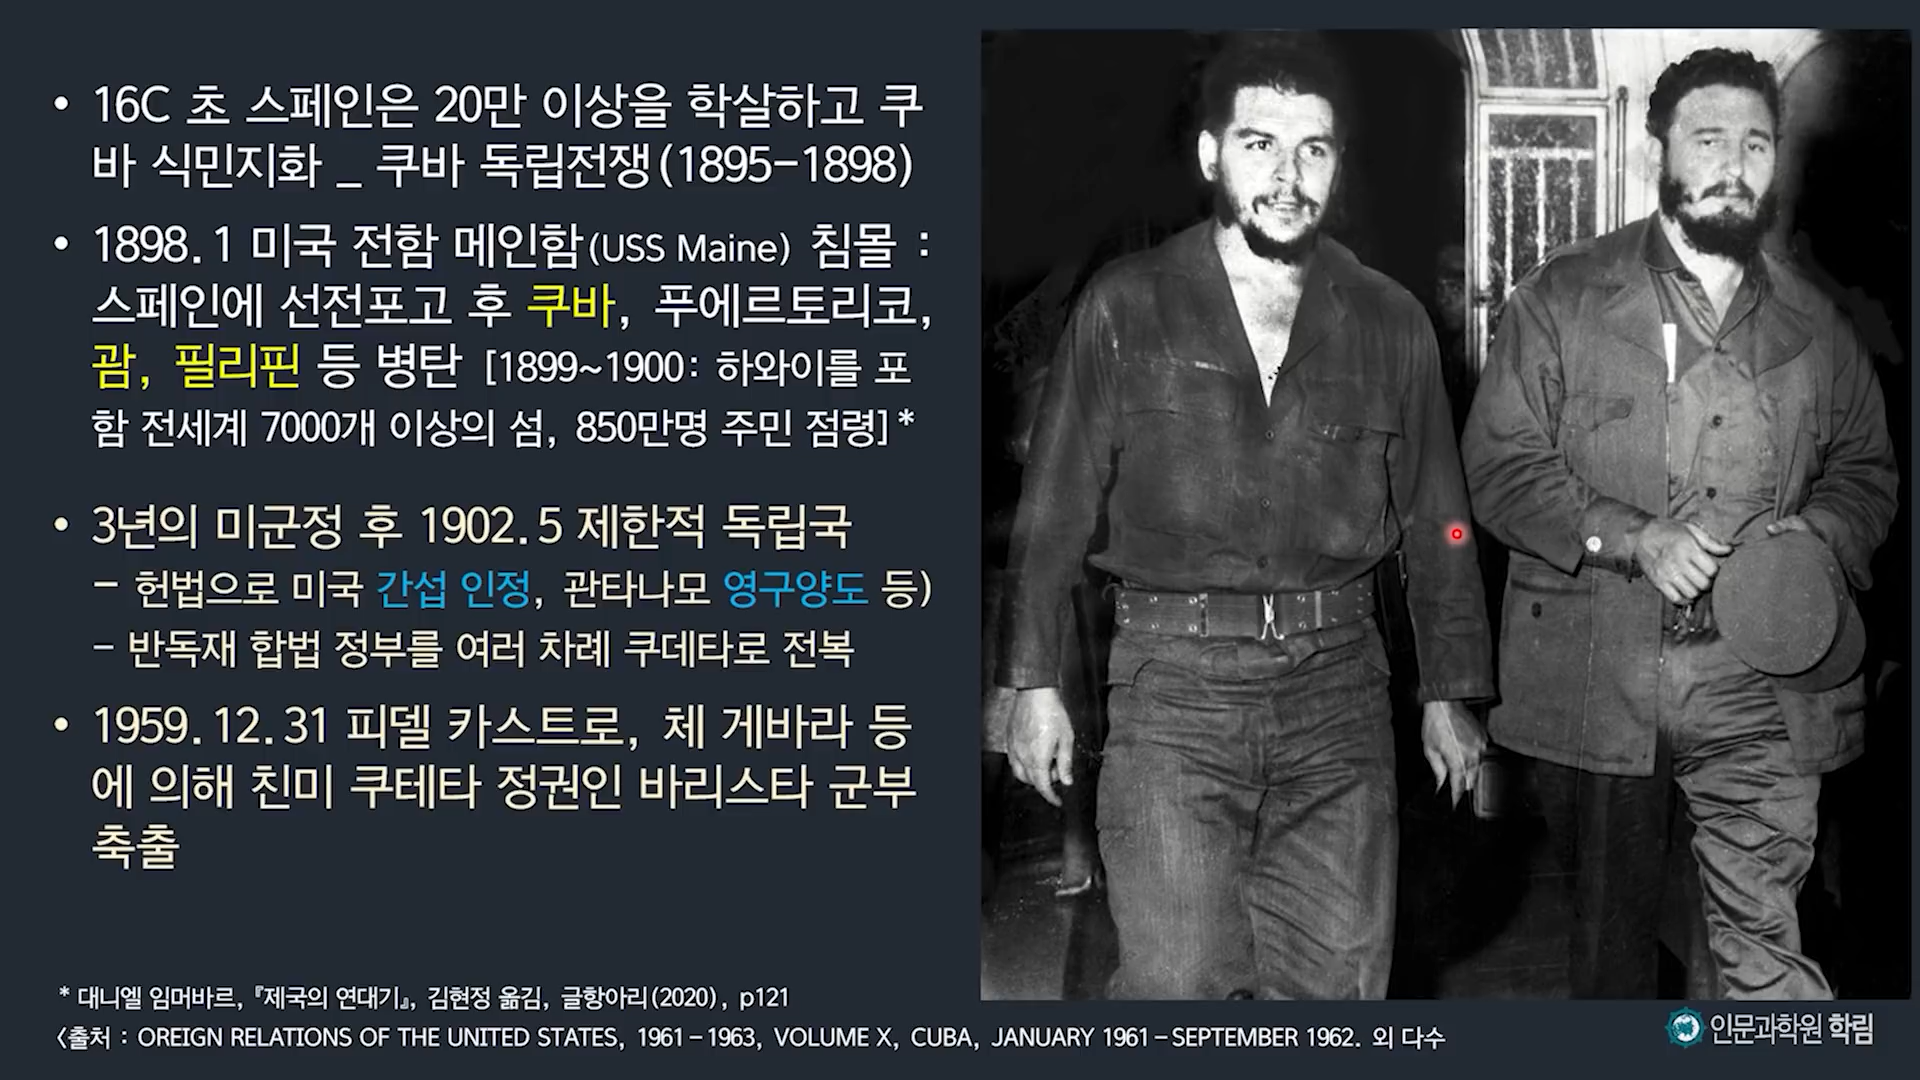 • 16C 초 스페인은 20만 이상을 학살하고 쿠
바 식민지화 _ 쿠바 독립전쟁(1895-1898)
• 1898.1 미국 전함 메인함(USS Maine) 침몰 :
스페인에 선전포고 후 쿠바, 푸에르토리코,
괌, 필리핀 등 병탄 [1899~1900: 하와이를 포
함 전세계 7000개 이상의 섬, 850만명 주민 점령]*
• 3년의 미군정 후 1902.5 제한적 독립국
- 헌법으로 미국 간섭 인정, 관타나모 영구양도 등)
- 반독재 합법 정부를 여러 차례 쿠데타로 전복
• 1959.12.31 피델 카스트로, 체 게바라 등
에 의해 친미 쿠테타 정권인 바리스타 군부
축출
* 대니엘 임머바르, 『제국의 연대기』, 김현정 옮김, 글항아리(2020), p121
<출처 : OREIGN RELATIONS OF THE UNITED STATES, 1961-1963, VOLUME X, CUBA, JANUARY 1961-SEPTEMBER 1962. 외 다수
인문과학원 학림